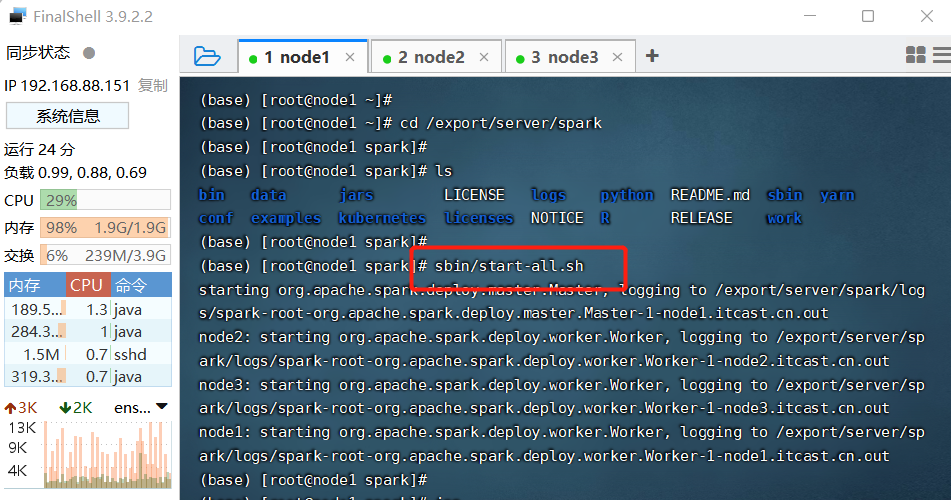 FinalShell 3.9.2.2
同步状态
IP 192.168.88.151 复制
系统信息
运行 24 分
负载 0.99, 0.88, 0.69
CPU 29%
内存 98% 1.9G/1.9G
交换 6% 239M/3.9G
内存 CPU 命令
189.5... 1.3 java
284.3... 1 java
1.5M 0.7 sshd
319.3... 0.7 java
3K 2K ens...
13K
9K
4K
1 node1
2 node2
3 node3
(base) [root@node1 ~]#
(base) [root@node1 ~]# cd /export/server/spark
(base) [root@node1 spark]#
(base) [root@node1 spark]# ls
bin data jars LICENSE logs python README.md sbin yarn
conf examples kubernetes licenses NOTICE R RELEASE work
(base) [root@node1 spark]#
(base) [root@node1 spark]# sbin/start-all.sh
starting org.apache.spark.deploy.master.Master, logging to /export/server/spark/log
s/spark-root-org.apache.spark.deploy.master.Master-1-node1.itcast.cn.out
node2: starting org.apache.spark.deploy.worker.Worker, logging to /export/server/sp
ark/logs/spark-root-org.apache.spark.deploy.worker.Worker-1-node2.itcast.cn.out
node3: starting org.apache.spark.deploy.worker.Worker, logging to /export/server/sp
ark/logs/spark-root-org.apache.spark.deploy.worker.Worker-1-node3.itcast.cn.out
node1: starting org.apache.spark.deploy.worker.Worker, logging to /export/server/sp
ark/logs/spark-root-org.apache.spark.deploy.worker.Worker-1-node1.itcast.cn.out
(base) [root@node1 spark]#